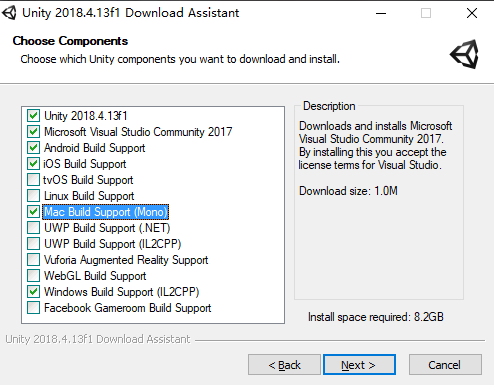 Unity 2018.4.13f1 Download Assistant
Choose Components
Choose which Unity components you want to download and install.
Unity 2018.4.13f1
Microsoft Visual Studio Community 2017
Android Build Support
iOS Build Support
tvOS Build Support
Linux Build Support
Mac Build Support (Mono)
UWP Build Support (.NET)
UWP Build Support (IL2CPP)
Vuforia Augmented Reality Support
WebGL Build Support
Windows Build Support (IL2CPP)
Facebook Gameroom Build Support
Description
Downloads and installs Microsoft
Visual Studio Community 2017.
By installing this you accept the
license terms for Visual Studio.
Download size: 1.0M
Install space required: 8.2GB
Unity 2018.4.13f1 Download Assistant
< Back
Next >
Cancel